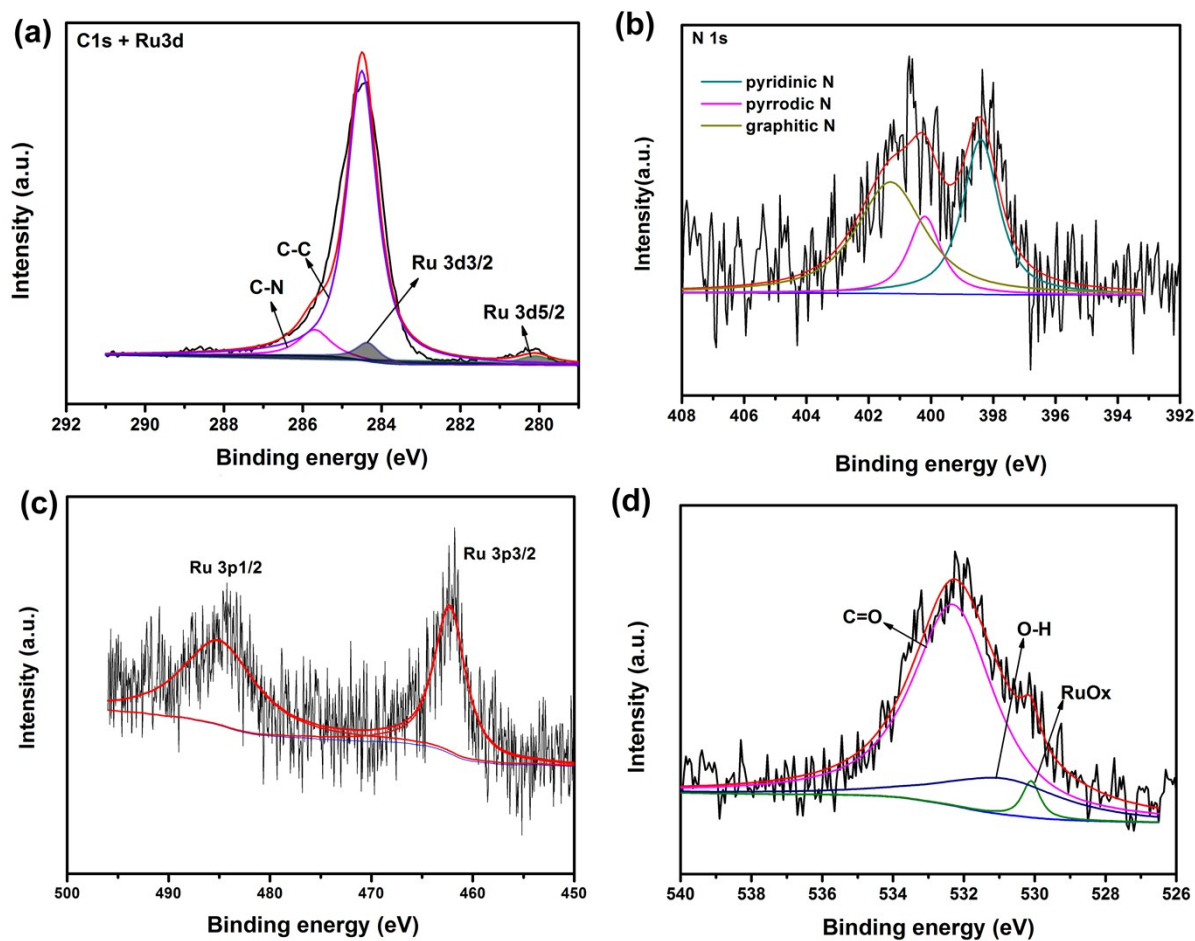 (a)
C1s + Ru3d
C-C
C-N
Ru 3d3/2
Ru 3d5/2
Intensity (a.u.)
292 290 288 286 284 282 280
Binding energy (eV)
(b)
N 1s
pyridinic N
pyrrodic N
graphitic N
Intensity(a.u.)
408 406 404 402 400 398 396 394 392
Binding energy (eV)
(c)
Ru 3p1/2
Ru 3p3/2
Intensity (a.u.)
500 490 480 470 460 450
Binding energy (eV)
(d)
C=O
O-H
RuOx
Intensity (a.u.)
540 538 536 534 532 530 528 526
Binding energy (eV)